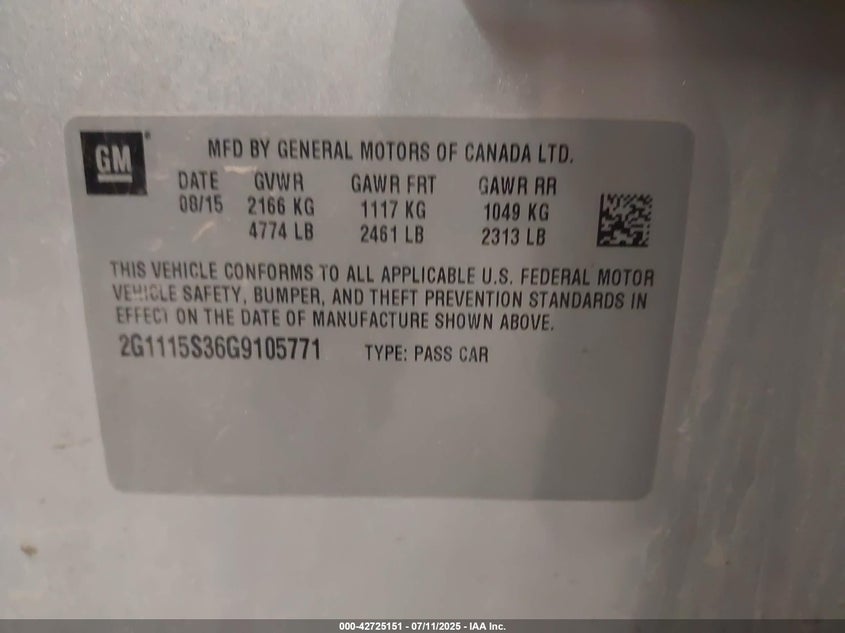 GM
MFD BY GENERAL MOTORS OF CANADA LTD.
DATE GVWR GAWR FRT GAWR RR
08/15 2166 KG 1117 KG 1049 KG
4774 LB 2461 LB 2313 LB
THIS VEHICLE CONFORMS TO ALL APPLICABLE U.S. FEDERAL MOTOR
VEHICLE SAFETY, BUMPER, AND THEFT PREVENTION STANDARDS IN
EFFECT ON THE DATE OF MANUFACTURE SHOWN ABOVE.
2G1115S36G9105771 TYPE: PASS CAR
000-42725151 - 07/11/2025 - IAA Inc.